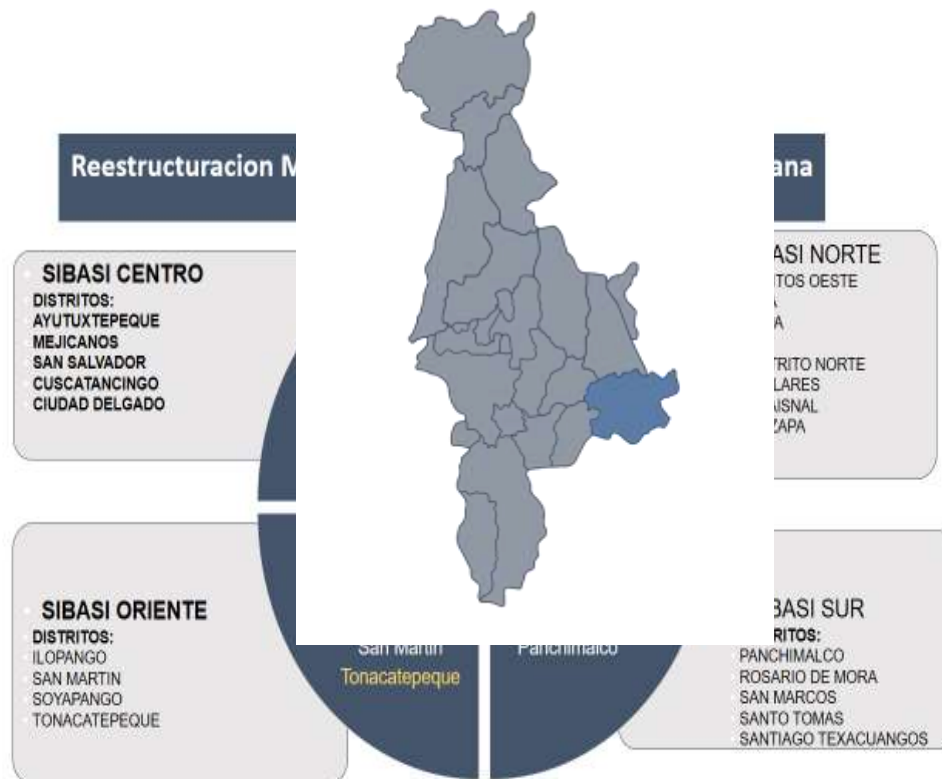 Reestructuracion M
ana
SIBASI CENTRO
DISTRITOS:
AYUTUXTEPEQUE
MEJICANOS
SAN SALVADOR
CUSCATANCINGO
CIUDAD DELGADO
ASI NORTE
TOS OESTE
A
A
TRITO NORTE
LARES
AISNAL
ZAPA
SIBASI ORIENTE
DISTRITOS:
ILOPANGO
SAN MARTIN
SOYAPANGO
TONACATEPEQUE
San Martin
Tonacatepeque
Panchimalco
BASI SUR
RITOS:
PANCHIMALCO
ROSARIO DE MORA
SAN MARCOS
SANTO TOMAS
SANTIAGO TEXACUANGOS